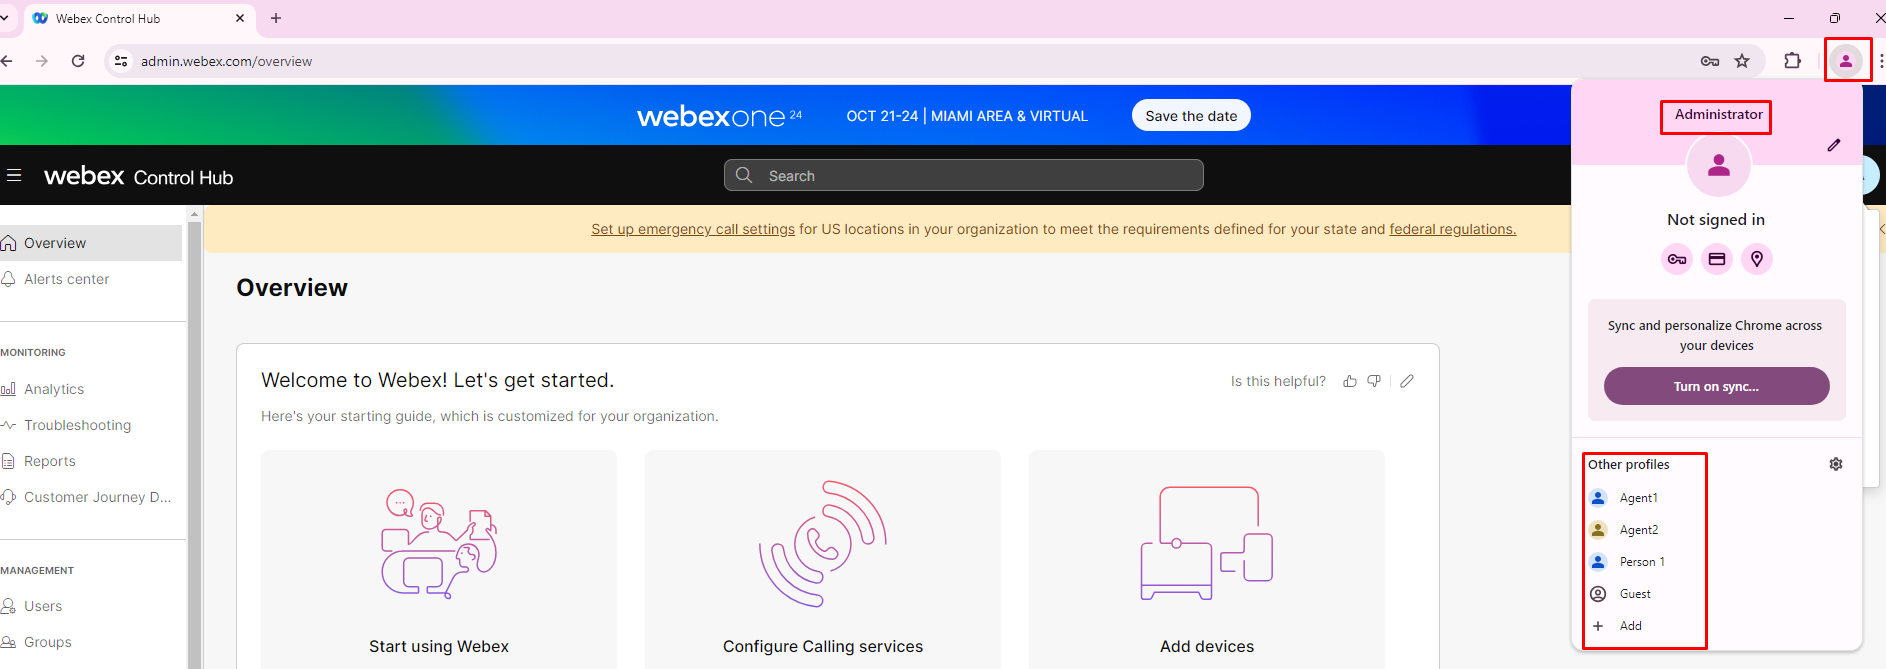 Webex Control Hub
admin.webex.com/overview
webexone 24 OCT 21-24 | MIAMI AREA & VIRTUAL Save the date
webex Control Hub
Search
Set up emergency call settings for US locations in your organization to meet the requirements defined for your state and federal regulations.
Overview
Alerts center
MONITORING
Analytics
Troubleshooting
Reports
Customer Journey D...
MANAGEMENT
Users
Groups
Overview
Welcome to Webex! Let's get started.
Is this helpful?
Here's your starting guide, which is customized for your organization.
Start using Webex
Configure Calling services
Add devices
Administrator
Not signed in
Sync and personalize Chrome across
your devices
Turn on sync...
Other profiles
Agent1
Agent2
Person 1
Guest
Add